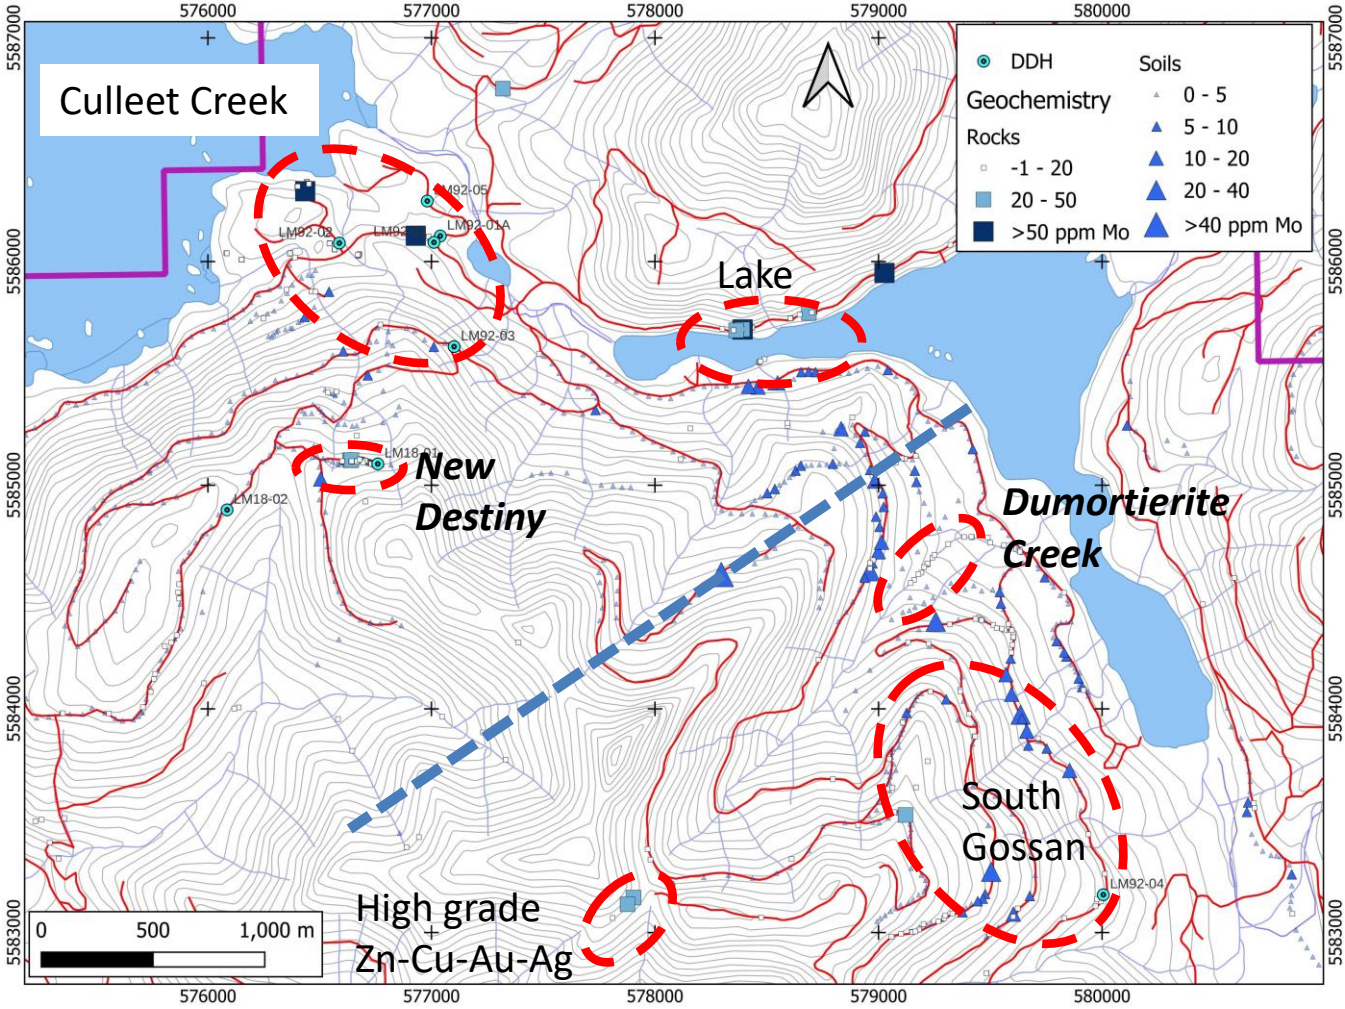 576000 577000 578000 579000 580000
5587000
5587000
Culleet Creek
DDH
Geochemistry
Rocks
-1 - 20
20 - 50
>50 ppm Mo
Soils
0 - 5
5 - 10
10 - 20
20 - 40
>40 ppm Mo
LM92-05
LM92-02
LM92
LM92-01A
5586000
5586000
Lake
LM92-03
LM18-01
New
Destiny
LM18-02
5585000
5585000
Dumortierite
Creek
5584000
5584000
South
Gossan
LM92-04
High grade
Zn-Cu-Au-Ag
5583000
5583000
0 500 1,000 m
576000 577000 578000 579000 580000